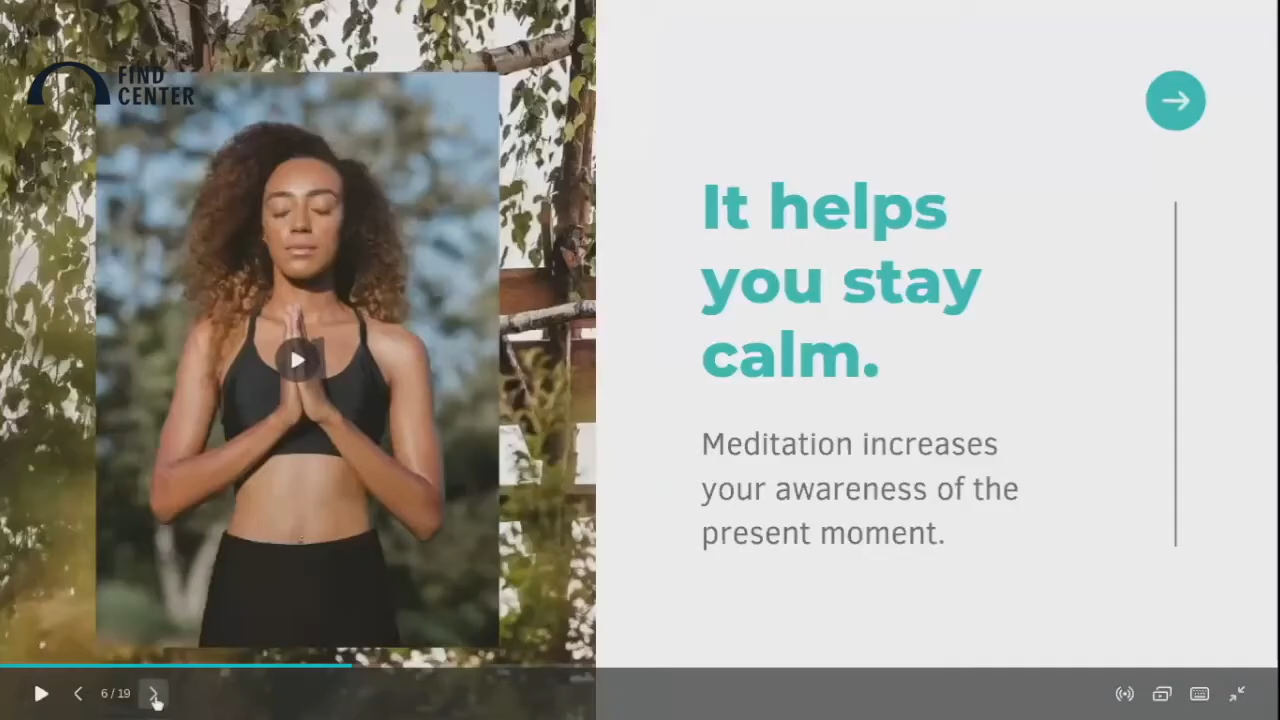 FIND
CENTER
It helps
you stay
calm.
Meditation increases
your awareness of the
present moment.
6 / 19